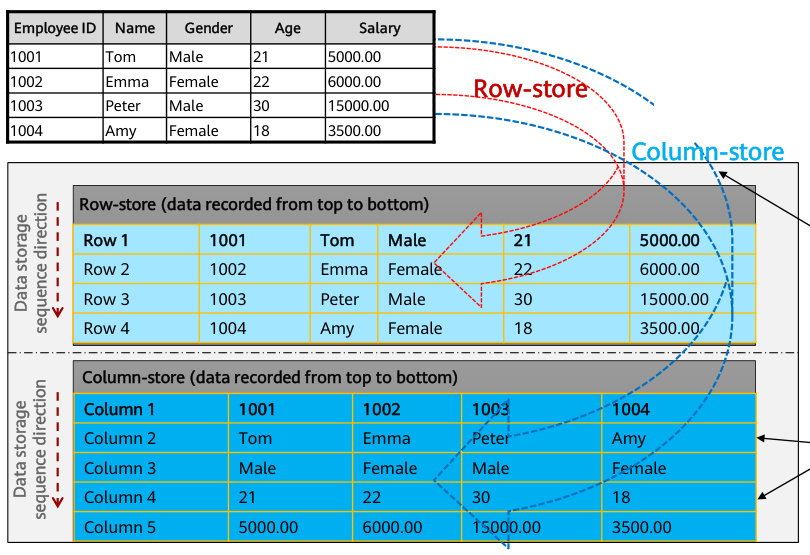 Employee ID Name Gender Age Salary
1001 Tom Male 21 5000.00
1002 Emma Female 22 6000.00
1003 Peter Male 30 15000.00
1004 Amy Female 18 3500.00
Row-store
Column-store
Data storage
sequence direction
Row-store (data recorded from top to bottom)
Row 1 1001 Tom Male 21 5000.00
Row 2 1002 Emma Female 22 6000.00
Row 3 1003 Peter Male 30 15000.00
Row 4 1004 Amy Female 18 3500.00
Data storage
sequence direction
Column-store (data recorded from top to bottom)
Column 1 1001 1002 1003 1004
Column 2 Tom Emma Peter Amy
Column 3 Male Female Male Female
Column 4 21 22 30 18
Column 5 5000.00 6000.00 15000.00 3500.00